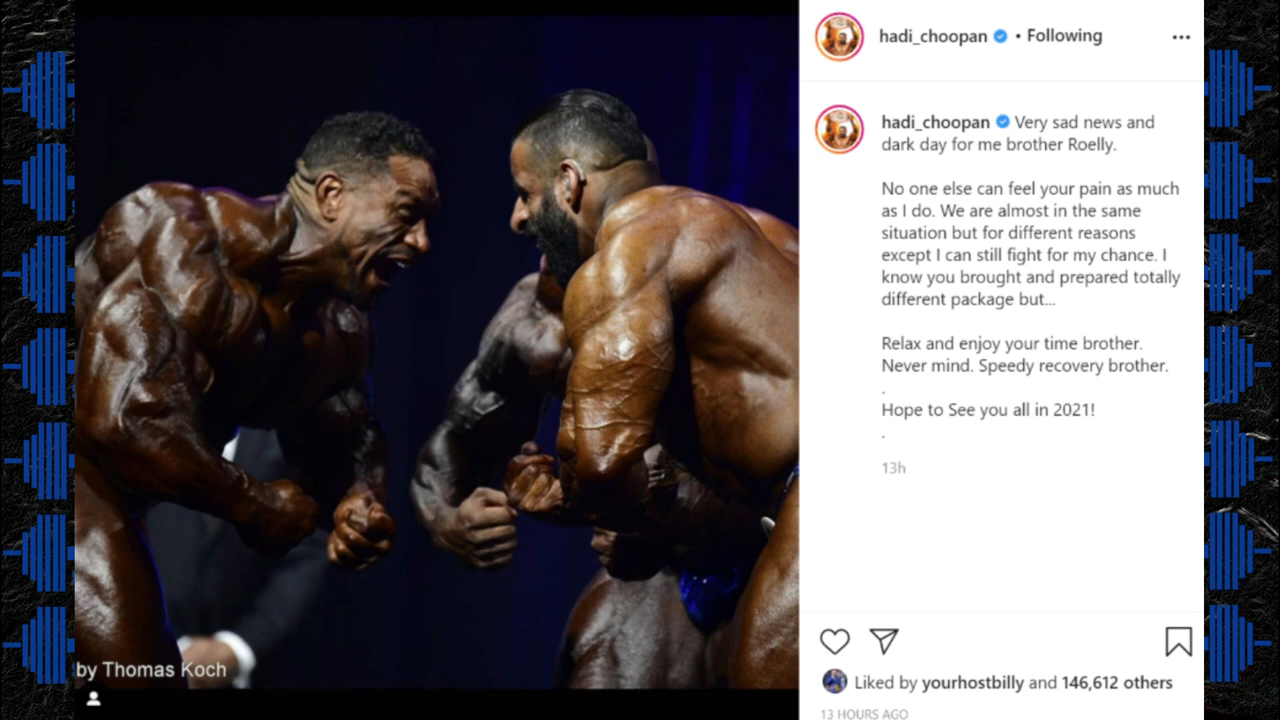 by Thomas Koch
hadi_choopan • Following
hadi_choopan Very sad news and
dark day for me brother Roelly.
No one else can feel your pain as much
as I do. We are almost in the same
situation but for different reasons
except I can still fight for my chance. I
know you brought and prepared totally
different package but...
Relax and enjoy your time brother.
Never mind. Speedy recovery brother.
.
Hope to See you all in 2021!
.
13h
Liked by yourhostbilly and 146,612 others
13 HOURS AGO